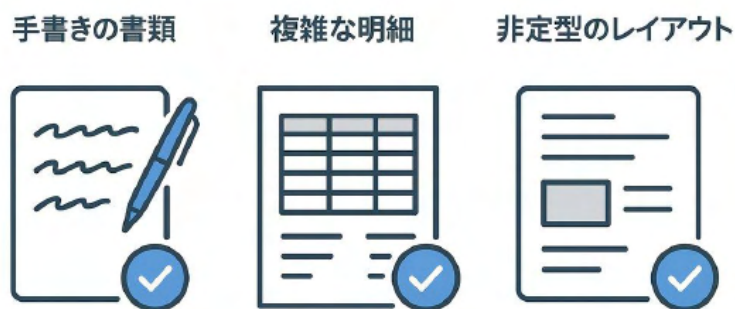 手書きの書類
複雑な明細
非定型のレイアウト